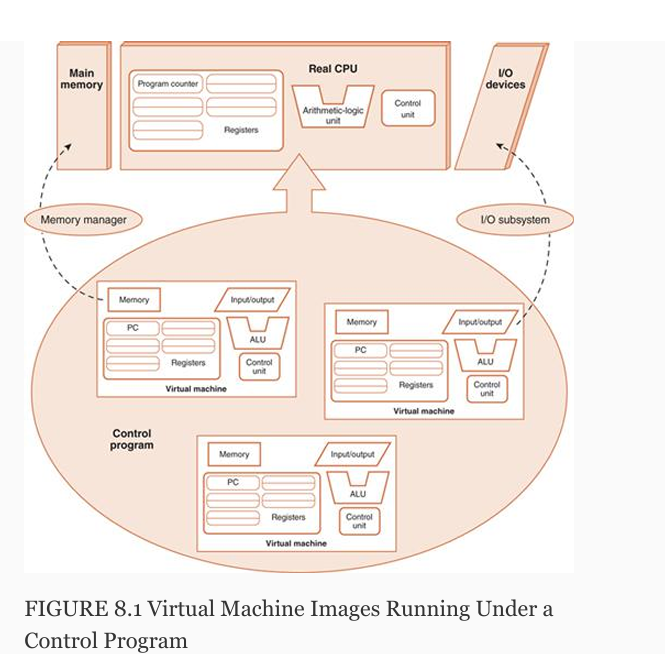 Main
memory
Real CPU
I/O
devices
Program counter
Registers
Arithmetic-logic
unit
Control
unit
Memory manager
I/O subsystem
Memory
Input/output
PC
ALU
Registers
Control
unit
Virtual machine
Memory
Input/output
PC
ALU
Registers
Control
unit
Virtual machine
Control
program
Memory
Input/output
PC
ALU
Registers
Control
unit
Virtual machine
FIGURE 8.1 Virtual Machine Images Running Under a
Control Program